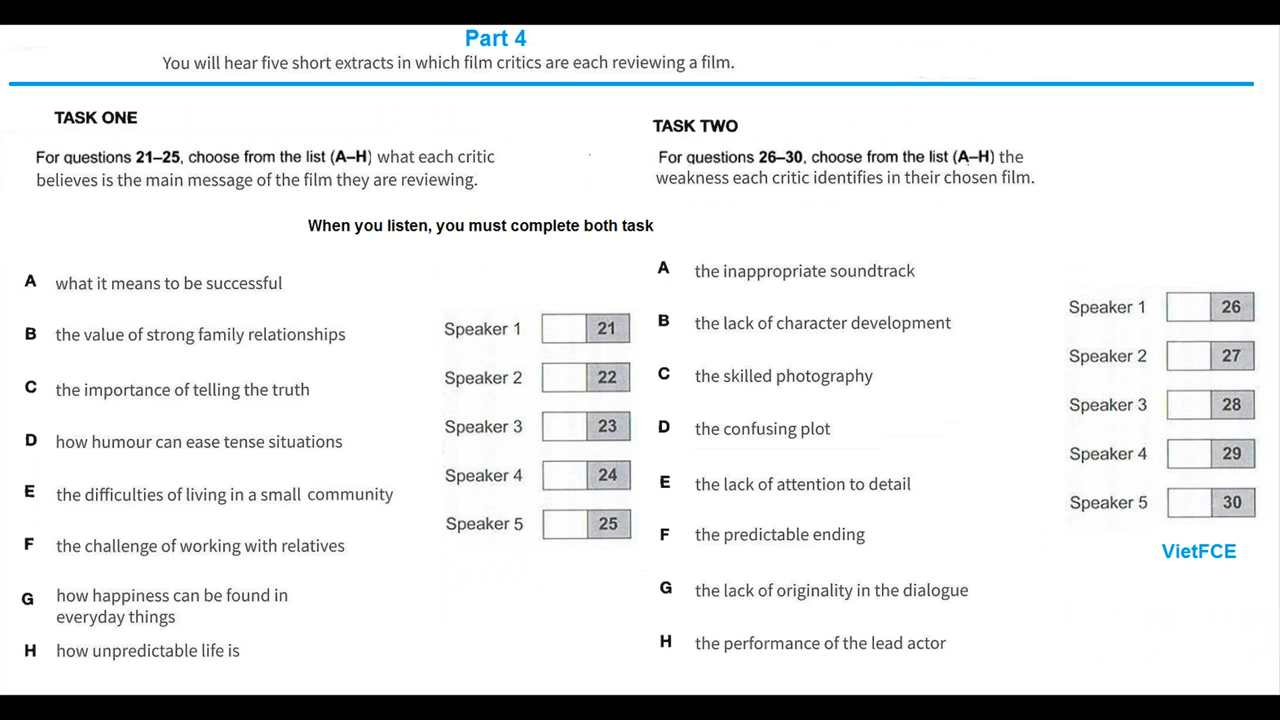 Part 4
You will hear five short extracts in which film critics are each reviewing a film.
TASK ONE
For questions 21–25, choose from the list (A–H) what each critic
believes is the main message of the film they are reviewing.
TASK TWO
For questions 26–30, choose from the list (A–H) the
weakness each critic identifies in their chosen film.
When you listen, you must complete both task
A what it means to be successful
B the value of strong family relationships
C the importance of telling the truth
D how humour can ease tense situations
E the difficulties of living in a small community
F the challenge of working with relatives
G how happiness can be found in
everyday things
H how unpredictable life is
Speaker 1 21
Speaker 2 22
Speaker 3 23
Speaker 4 24
Speaker 5 25
A the inappropriate soundtrack
B the lack of character development
C the skilled photography
D the confusing plot
E the lack of attention to detail
F the predictable ending
G the lack of originality in the dialogue
H the performance of the lead actor
Speaker 1 26
Speaker 2 27
Speaker 3 28
Speaker 4 29
Speaker 5 30
VietFCE